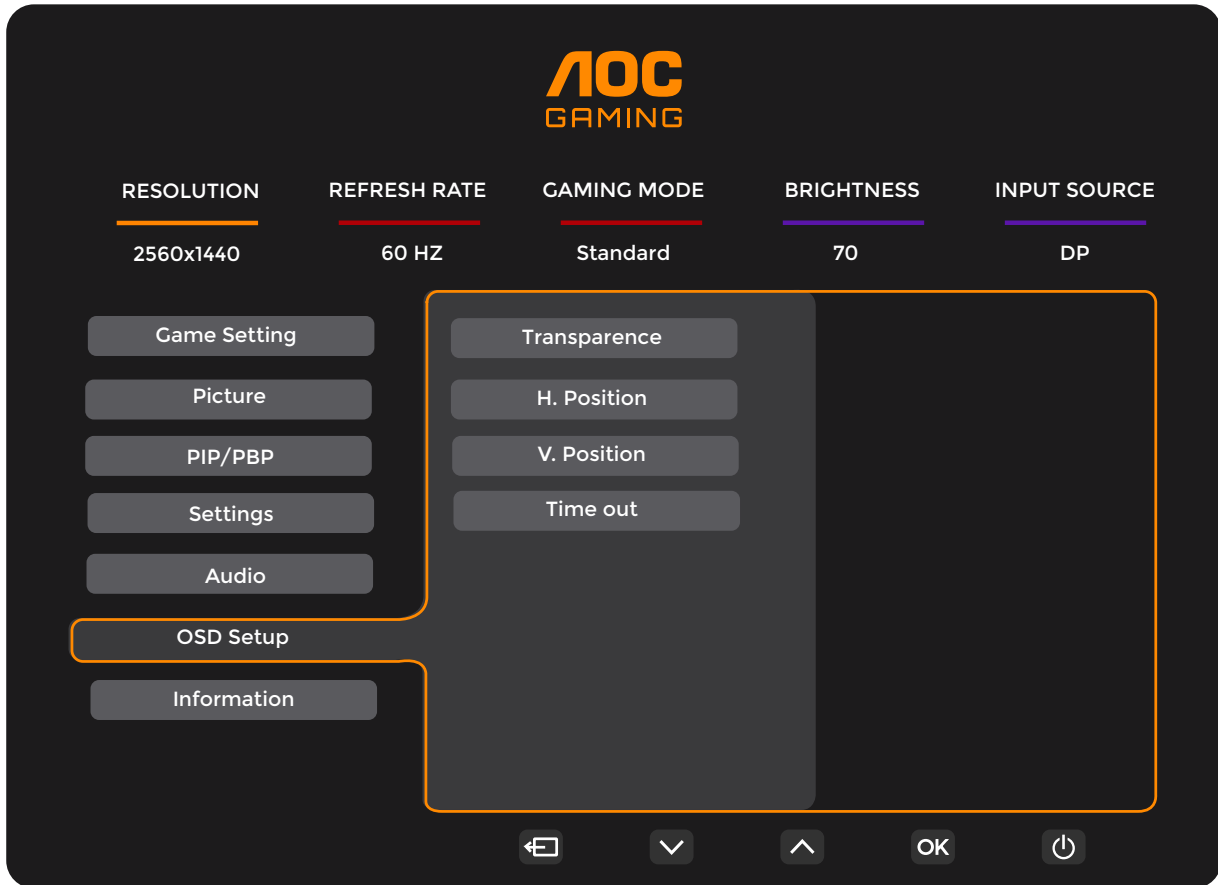 AOC
GAMING
RESOLUTION REFRESH RATE GAMING MODE BRIGHTNESS INPUT SOURCE
2560x1440 60 HZ Standard 70 DP
Game Setting
Picture
PIP/PBP
Settings
Audio
OSD Setup
Information
Transparence
H. Position
V. Position
Time out
OK